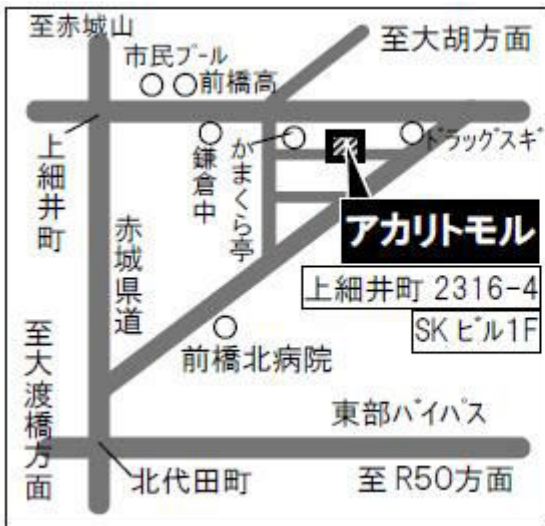 至赤城山
至大胡方面
市民プール
前橋高
上細井町
鎌倉中
かまくら亭
ドラッグスギ
赤城県道
アカリトモル
上細井町 2316-4
SKビル1F
前橋北病院
至大渡橋方面
東部バイパス
北代田町
至R50方面